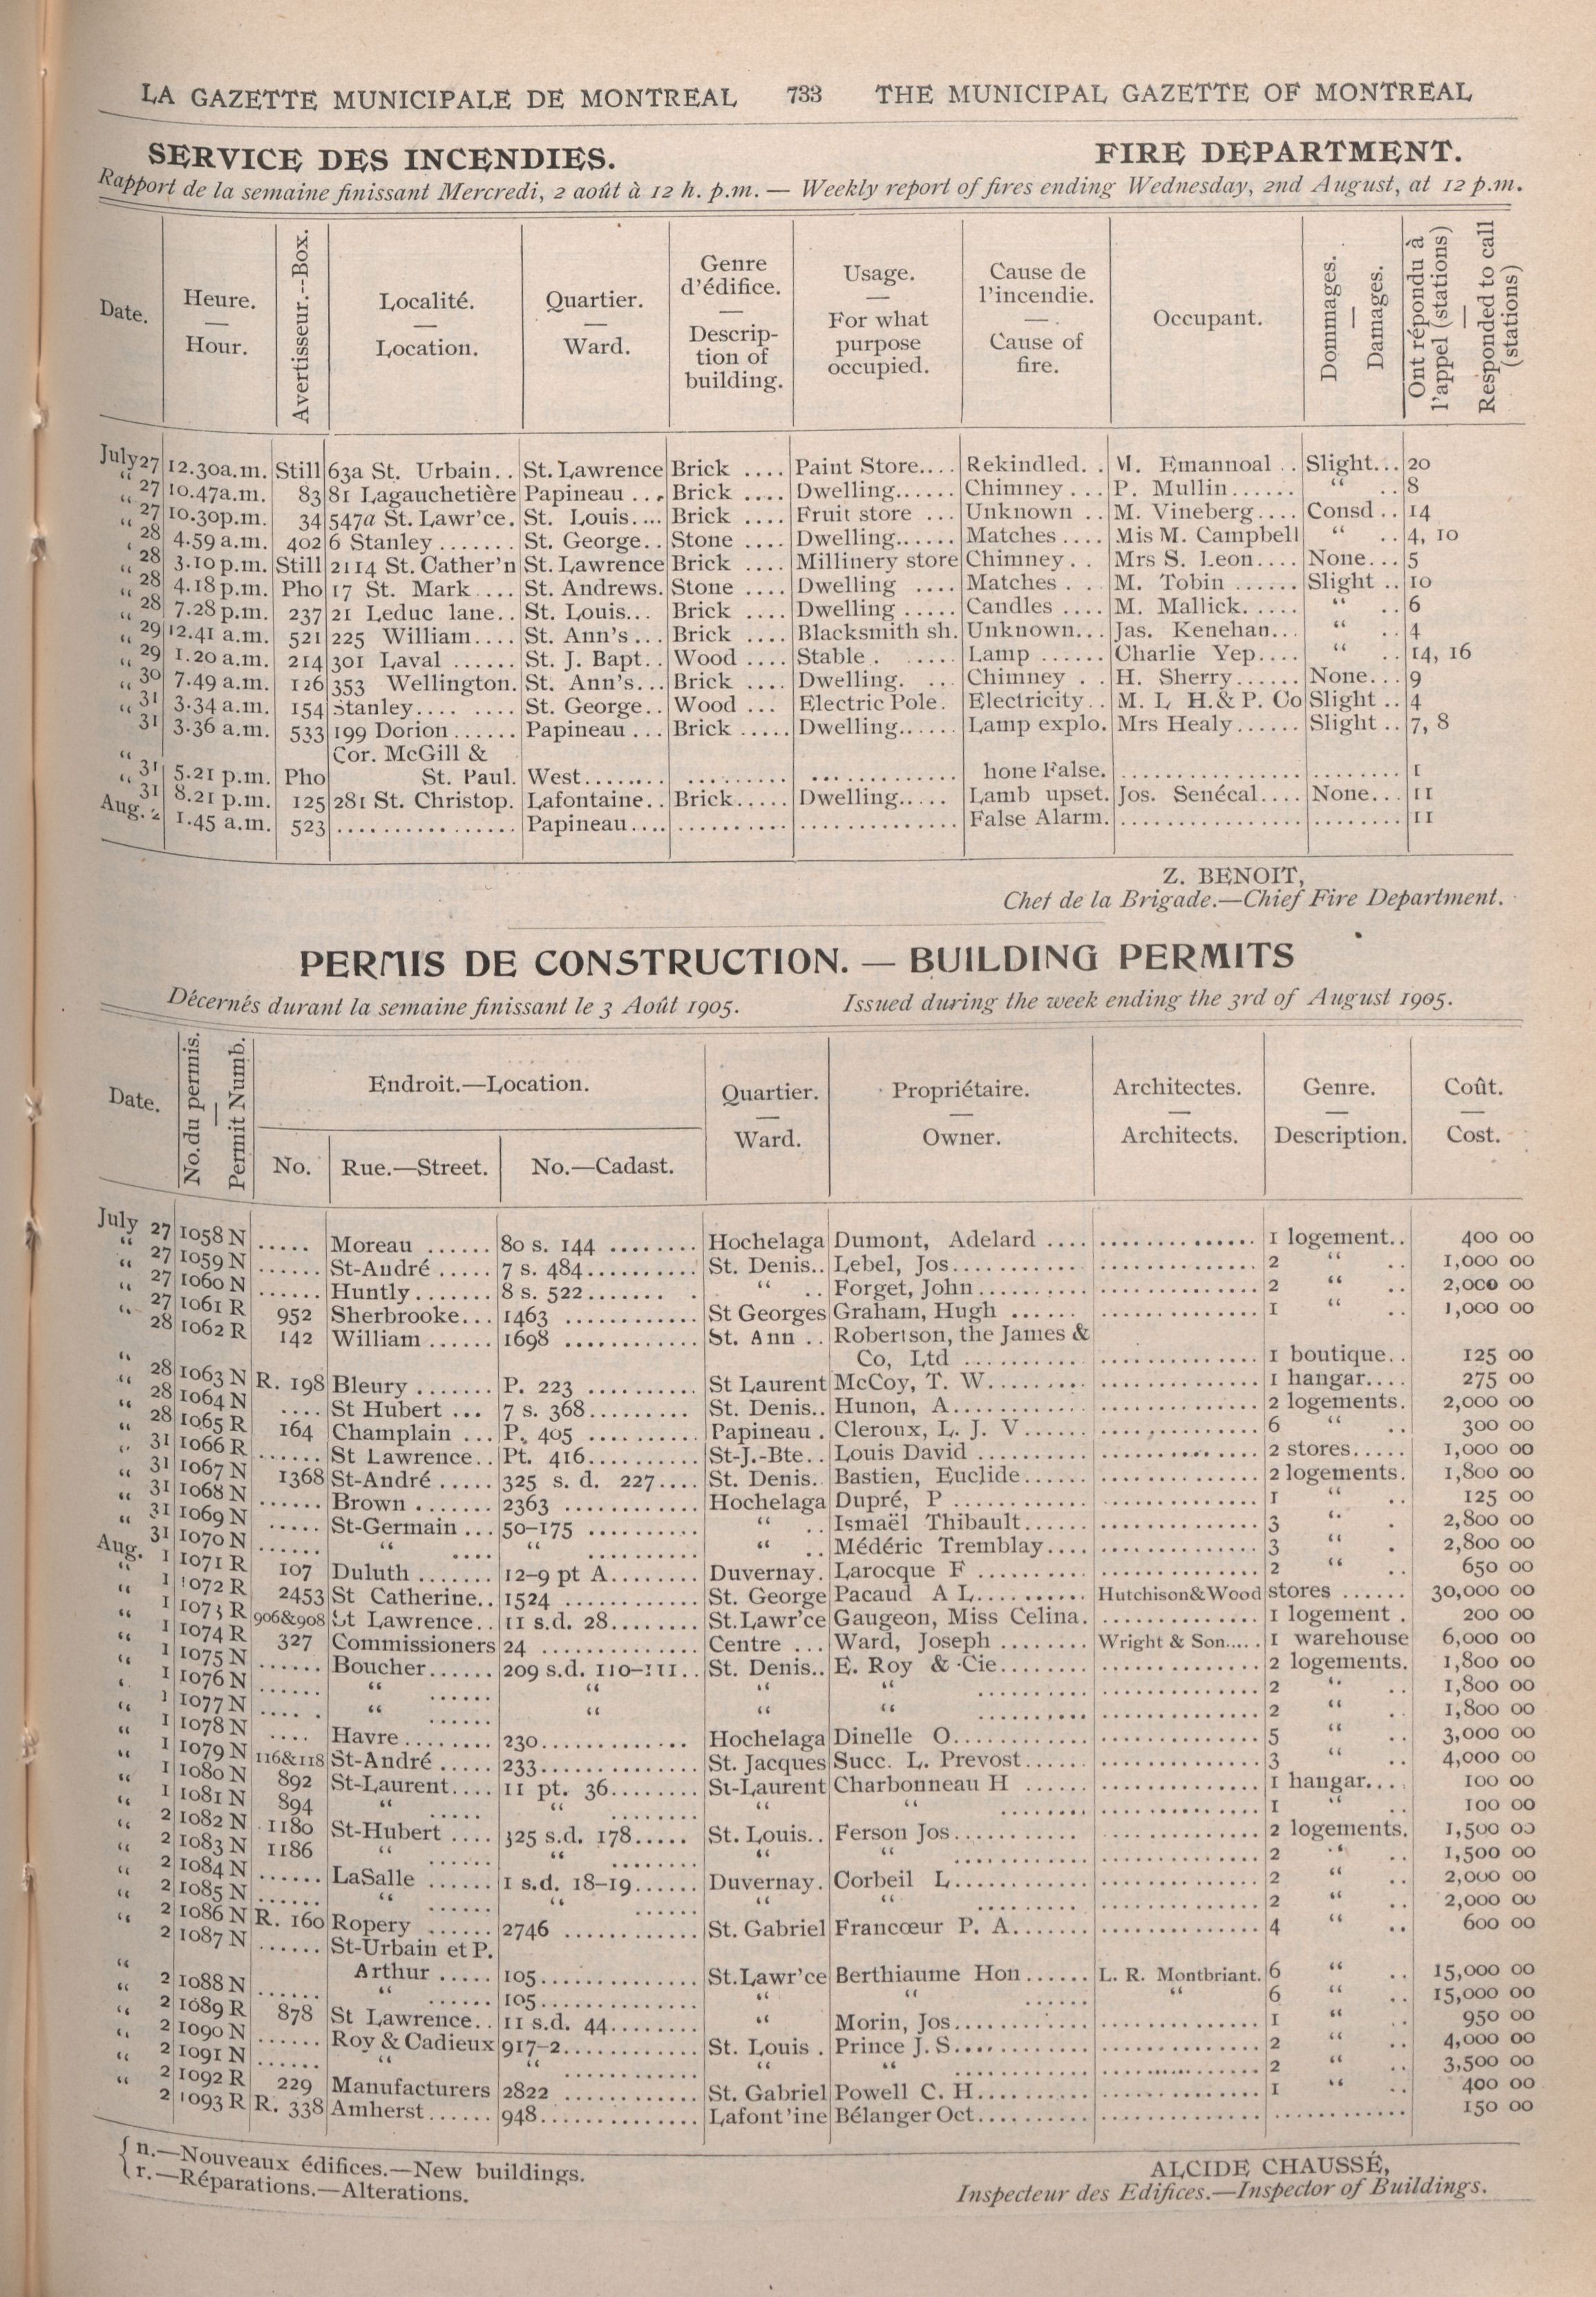 LA GAZETTE MUNICIPALE DE MONTREAL 733 THE MUNICIPAL GAZETTE OF MONTREAL
SERVICE DES INCENDIES. FIRE DEPARTMENT.
Rapport de la semaine finissant Mercredi, 2 août à 12 h. p.m. — Weekly report of fires ending Wednesday, 2nd August, at 12 p.m.
Date. Heure. — Hour. Avertisseur.--Box. Localité. — Location. Quartier. — Ward. Genre d'édifice. — Description of building. Usage. — For what purpose occupied. Cause de l'incendie. — Cause of fire. Occupant. Dommages. — Damages. Ont répondu à l'appel (stations) — Responded to call (stations)
July 27 12.30a.m. Still 63a St. Urbain.. St. Lawrence Brick .... Paint Store.... Rekindled. . M. Emannoal .. Slight... 20
“ 27 10.47a.m. 83 81 Lagauchetière Papineau ... Brick .... Dwelling...... Chimney ... P. Mullin...... “ .. 8
“ 27 10.30p.m. 34 547a St. Lawr'ce. St. Louis.... Brick .... Fruit store ... Unknown .. M. Vineberg.... Consd .. 14
“ 28 4.59 a.m. 402 6 Stanley ....... St. George.. Stone .... Dwelling...... Matches .... Mis M. Campbell “ .. 4, 10
“ 28 3.10 p.m. Still 2114 St. Cather'n St. Lawrence Brick .... Millinery store Chimney . . Mrs S. Leon.... None... 5
“ 28 4.18 p.m. Pho 17 St. Mark .... St. Andrews. Stone .... Dwelling .... Matches . . M. Tobin ...... Slight .. 10
“ 28 7.28 p.m. 237 21 Leduc lane.. St. Louis... Brick .... Dwelling ..... Candles .... M. Mallick. .... “ .. 6
“ 29 12.41 a.m. 521 225 William.... St. Ann's ... Brick .... Blacksmith sh. Unknown... Jas. Kenehan... “ .. 4
“ 29 1.20 a.m. 214 301 Laval ...... St. J. Bapt.. Wood .... Stable . ..... Lamp ...... Charlie Yep.... “ .. 14, 16
“ 30 7.49 a.m. 126 353 Wellington. St. Ann's... Brick .... Dwelling. ... Chimney . . H. Sherry...... None... 9
“ 31 3.34 a.m. 154 Stanley.... .... St. George.. Wood ... Electric Pole. Electricity . . M. L H.& P. Co Slight .. 4
31 3.36 a.m. 533 199 Dorion ...... Papineau ... Brick ..... Dwelling...... Lamp explo. Mrs Healy...... Slight .. 7, 8
Cor. McGill &
“ 31 5.21 p.m. Pho St. Paul. West........ .......... ............ hone False. ................ ........ 1
“ 31 8.21 p.m. 125 281 St. Christop. Lafontaine.. Brick..... Dwelling..... Lamb upset. Jos. Senécal.... None... 11
Aug. 2 1.45 a.m. 523 ................ Papineau.... .......... ............. False Alarm. ................ ........ 11
Z. BENOIT,
Chef de la Brigade.—Chief Fire Department.
PERMIS DE CONSTRUCTION. — BUILDING PERMITS
Décernés durant la semaine finissant le 3 Août 1905. Issued during the week ending the 3rd of August 1905.
Date. No. du permis. — Permit Numb. Endroit.—Location. Quartier. — Ward. Propriétaire. — Owner. Architectes. — Architects. Genre. — Description. Coût. — Cost.
No. Rue.—Street. No.—Cadast.
July 27 1058 N ..... Moreau ...... 80 s. 144 ........ Hochelaga Dumont, Adelard .... .............. 1 logement.. 400 00
“ 27 1059 N ...... St-André ..... 7 s. 484.......... St. Denis.. Lebel, Jos........... .............. 2 “ .. 1,000 00
“ 27 1060 N ...... Huntly ....... 8 s. 522....... . “ .. Forget, John......... .............. 2 “ .. 2,000 00
“ 27 1061 R 952 Sherbrooke... 1463 ............ St Georges Graham, Hugh ...... .............. 1 “ .. 1,000 00
“ 28 1062 R 142 William ...... 1698 ............ St. Ann .. Robertson, the James &
Co, Ltd ........... .............. 1 boutique.. 125 00
“ 28 1063 N R. 198 Bleury ....... P. 223 .......... St Laurent McCoy, T. W......... .............. 1 hangar.... 275 00
“ 28 1064 N .... St Hubert ... 7 s. 368......... St. Denis.. Hunon, A........... .............. 2 logements. 2,000 00
“ 28 1065 R 164 Champlain ... P. 405 .......... Papineau . Cleroux, L. J. V...... .............. 6 “ .. 300 00
“ 31 1066 R ...... St Lawrence.. Pt. 416.......... St-J.-Bte.. Louis David .......... .............. 2 stores..... 1,000 00
“ 31 1067 N 1368 St-André ..... 325 s. d. 227.... St. Denis.. Bastien, Euclide...... .............. 2 logements. 1,800 00
“ 31 1068 N ...... Brown ....... 2363 ............ Hochelaga Dupré, P ............ .............. 1 “ .. 125 00
“ 31 1069 N ..... St-Germain ... 50–175 .......... “ .. Ismaël Thibault...... .............. 3 “ . 2,800 00
“ 31 1070 N ...... “ .... “ .......... “ .. Médéric Tremblay.... .............. 3 “ . 2,800 00
Aug. 1 1071 R 107 Duluth ....... 12–9 pt A........ Duvernay. Larocque F .......... .............. 2 “ .. 650 00
“ 1 1072 R 2453 St Catherine.. 1524 ............ St. George Pacaud A L.......... Hutchison&Wood stores ...... 30,000 00
“ 1 1073 R 906&908 St Lawrence.. 11 s.d. 28........ St.Lawr'ce Gaugeon, Miss Celina. .............. 1 logement . 200 00
“ 1 1074 R 327 Commissioners 24 .............. Centre ... Ward, Joseph ........ Wright & Son..... 1 warehouse 6,000 00
“ 1 1075 N ...... Boucher...... 209 s.d. 110–111.. St. Denis.. E. Roy & Cie........ .............. 2 logements. 1,800 00
“ 1 1076 N ...... “ ...... “ “ “ .......... .............. 2 “ .. 1,800 00
“ 1 1077 N .... . “ ...... “ “ “ .......... .............. 2 “ . 1,800 00
“ 1 1078 N .... Havre........ 230............. Hochelaga Dinelle O........... .............. 5 “ .. 3,000 00
“ 1 1079 N 116&118 St-André ..... 233.............. St. Jacques Succ. L. Prevost...... .............. 3 “ .. 4,000 00
“ 1 1080 N 892 St-Laurent.... 11 pt. 36........ St-Laurent Charbonneau H ...... .............. 1 hangar.... 100 00
“ 1 1081 N 894 “ ..... “ ........ “ “ ........ .............. 1 “ .. 100 00
“ 2 1082 N 1180 St-Hubert .... 325 s.d. 178..... St. Louis.. Ferson Jos........... .............. 2 logements. 1,500 00
“ 2 1083 N 1186 “ ...... “ ........ “ “ ............ .............. 2 “ .. 1,500 00
“ 2 1084 N ...... LaSalle ...... 1 s.d. 18–19...... Duvernay. Corbeil L........... .............. 2 “ .. 2,000 00
“ 2 1085 N ...... “ ...... “ ...... “ “ .......... .............. 2 “ .. 2,000 00
“ 2 1086 N R. 160 Ropery ...... 2746 ............ St. Gabriel Francœur P. A....... .............. 4 “ .. 600 00
2 1087 N ...... St-Urbain et P.
Arthur ..... 105.............. St.Lawr'ce Berthiaume Hon ...... L. R. Montbriant. 6 “ .. 15,000 00
“ 2 1088 N ...... “ ...... 105.............. “ “ ...... “ 6 “ .. 15,000 00
“ 2 1089 R 878 St Lawrence.. 11 s.d. 44........ “ Morin, Jos........... .............. 1 “ .. 950 00
“ 2 1090 N ...... Roy & Cadieux 917–2............ St. Louis . Prince J. S........... .............. 2 “ .. 4,000 00
“ 2 1091 N ...... “ “ ............ “ “ ............ .............. 2 “ .. 3,500 00
“ 2 1092 R 229 Manufacturers 2822 ............ St. Gabriel Powell C. H.......... .............. 1 “ .. 400 00
2 1093 R R. 338 Amherst...... 948.............. Lafont'ine Bélanger Oct.......... .............. ............ 150 00
n.—Nouveaux édifices.—New buildings.
r.—Réparations.—Alterations.
ALCIDE CHAUSSÉ,
Inspecteur des Edifices.—Inspector of Buildings.